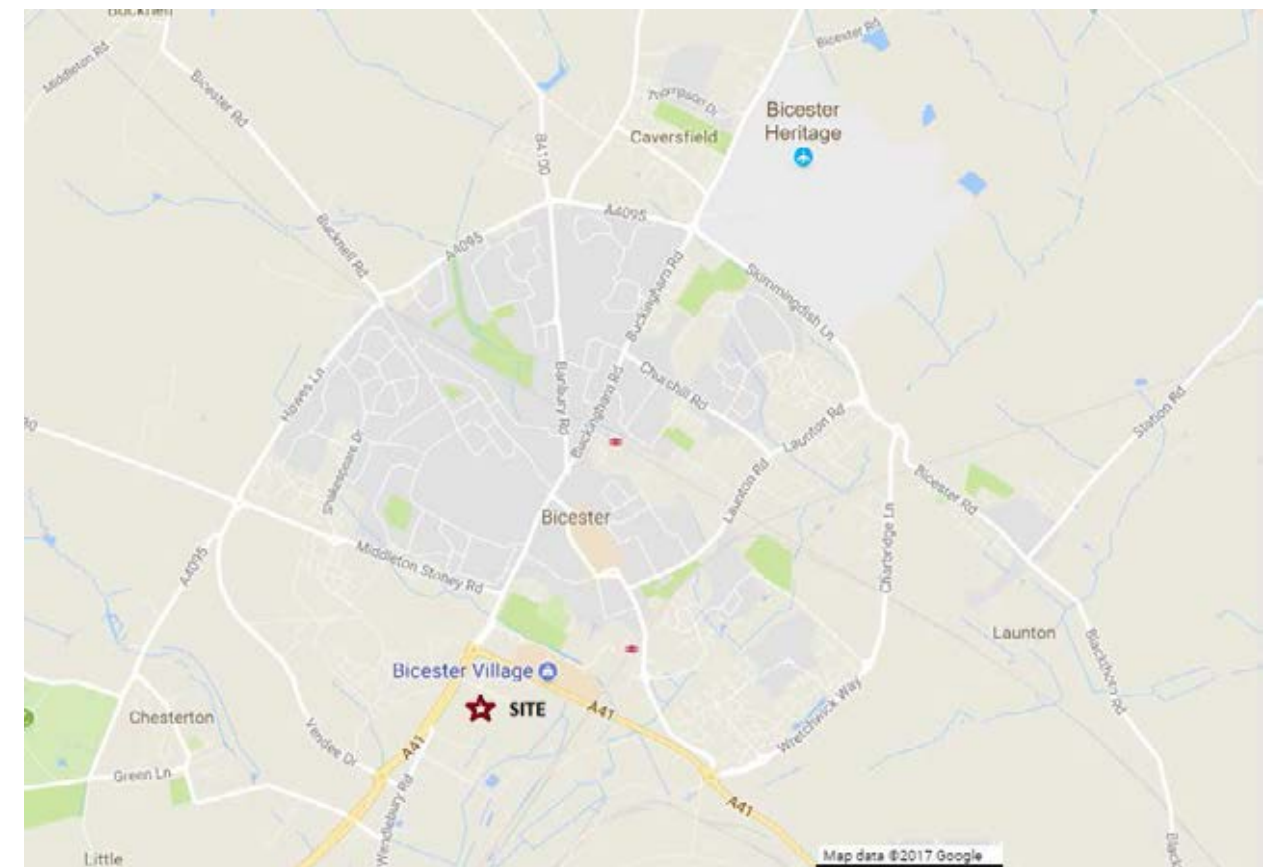 Bucknell
Bicester Rd
Middleton Rd
Bicester Rd
Thompson Dr
Bicester
Heritage
Caversfield
B4100
A4095
Bucknell Rd
A4095
Buckingham Rd
Skimmingdish Ln
Howes Ln
Banbury Rd
Buckingham Rd
Churchill Rd
Launton Rd
Station Rd
Shakespeare Dr
Launton Rd
Bicester Rd
Bicester
Middleton Stoney Rd
A4095
Charbridge Ln
Launton
Blackthorn Rd
Bicester Village
SITE
A41
Wretchwick Way
Chesterton
Vendee Dr
A41
Green Ln
Wendlebury Rd
A41
Little
Map data ©2017 Google